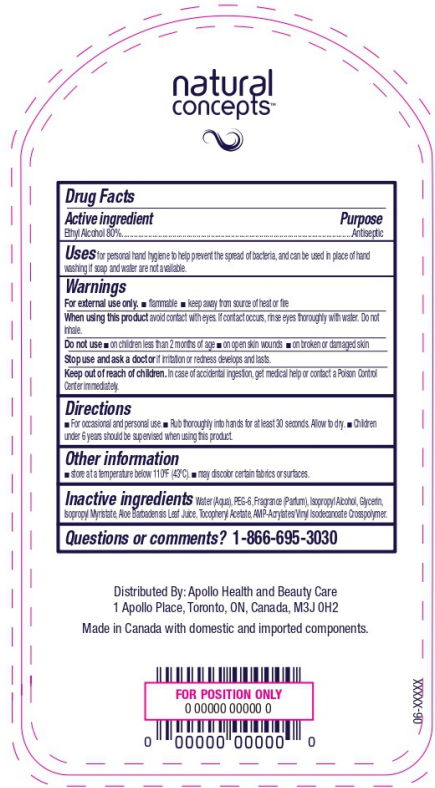 natural
concepts™
Drug Facts
Active ingredient Purpose
Ethyl Alcohol 80%..........Antiseptic
Uses for personal hand hygiene to help prevent the spread of bacteria, and can be used in place of hand
washing if soap and water are not available.
Warnings
For external use only. ■ flammable ■ keep away from source of heat or fire
When using this product avoid contact with eyes. If contact occurs, rinse eyes thoroughly with water. Do not
inhale.
Do not use ■ on children less than 2 months of age ■ on open skin wounds ■ on broken or damaged skin
Stop use and ask a doctor if irritation or redness develops and lasts.
Keep out of reach of children. In case of accidental ingestion, get medical help or contact a Poison Control
Center immediately.
Directions
■ For occasional and personal use. ■ Rub thoroughly into hands for at least 30 seconds. Allow to dry. ■ Children
under 6 years should be supervised when using this product.
Other information
■ store at a temperature below 110ºF (43ºC). ■ may discolor certain fabrics or surfaces.
Inactive ingredients Water (Aqua), PEG-6, Fragrance (Parfum), Isopropyl Alcohol, Glycerin,
Isopropyl Myristate, Aloe Barbadensis Leaf Juice, Tocopheryl Acetate, AMP-Acrylates/Vinyl Isodecanoate Crosspolymer.
Questions or comments? 1-866-695-3030
Distributed By: Apollo Health and Beauty Care
1 Apollo Place, Toronto, ON, Canada, M3J 0H2
Made in Canada with domestic and imported components.
FOR POSITION ONLY
0 00000 00000 0
0 00000 00000 0
06-XXXXX